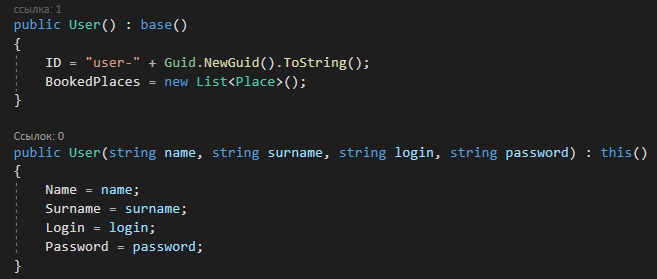 ссылка: 1
public User() : base()
{
ID = "user-" + Guid.NewGuid().ToString();
BookedPlaces = new List<Place>();
}
Ссылок: 0
public User(string name, string surname, string login, string password) : this()
{
Name = name;
Surname = surname;
Login = login;
Password = password;
}